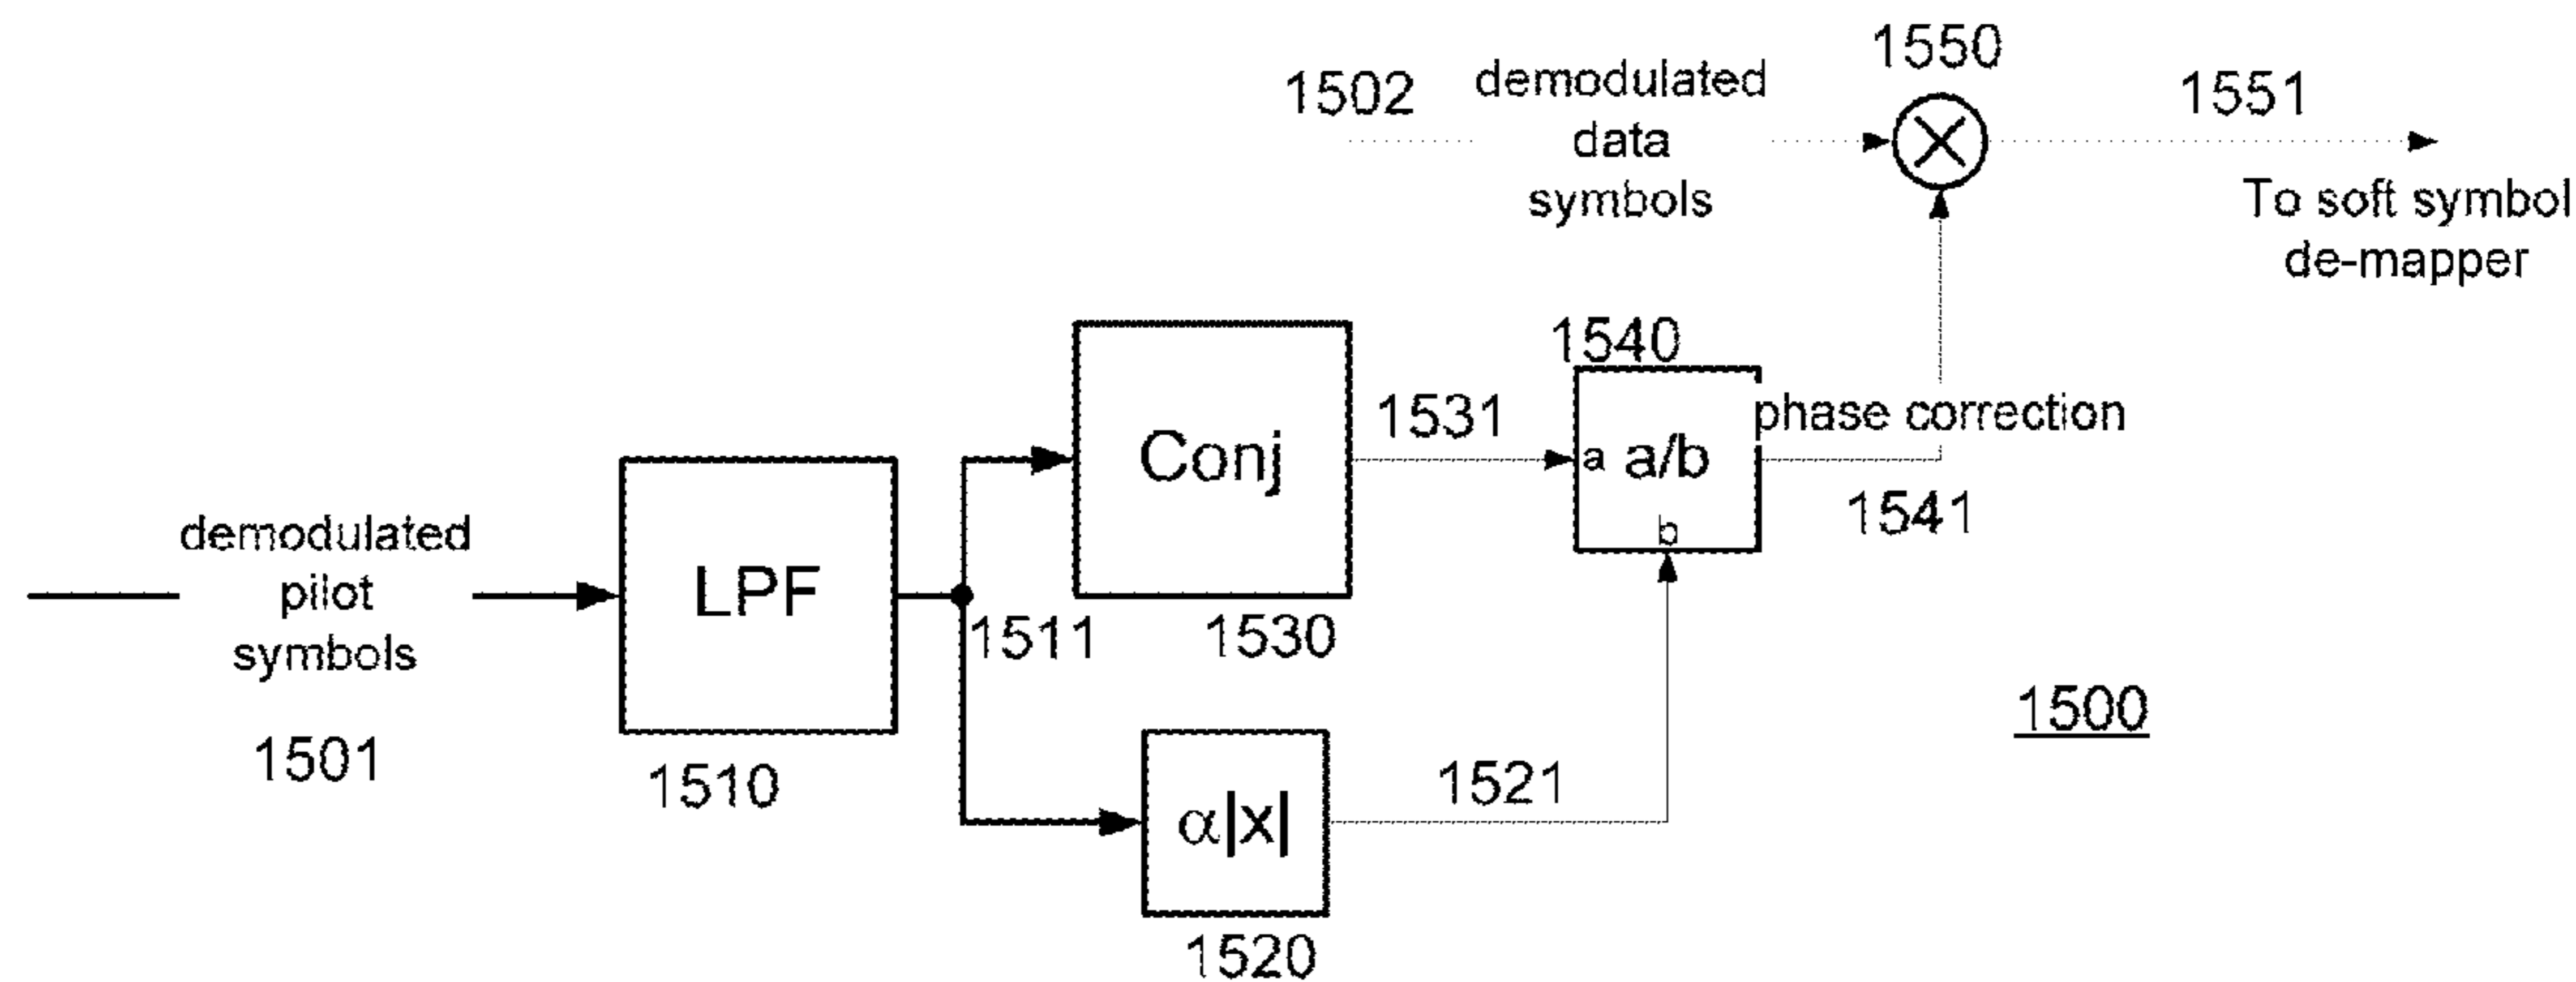 1550
1502
demodulated
data
symbols
1551
To soft symbol
de-mapper
1540
Conj
1531
a
a/b
b
phase correction
1541
demodulated
pilot
symbols
LPF
1511
1530
1501
1510
α|x|
1521
1500
1520